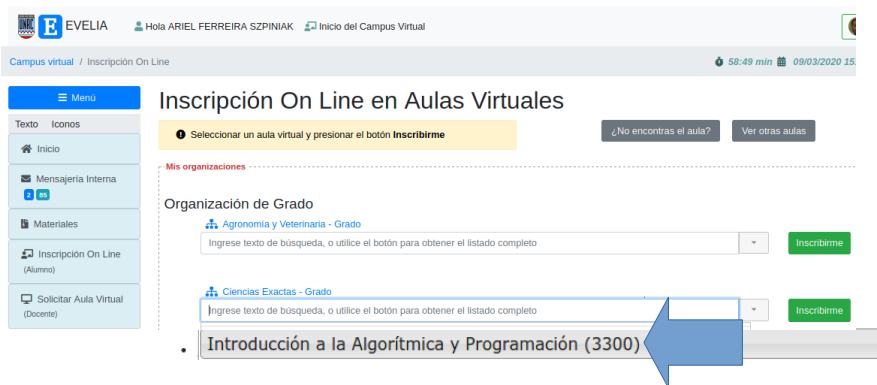 UNRC E EVELIA Hola ARIEL FERREIRA SZPINIAK Inicio del Campus Virtual
Campus virtual / Inscripción On Line 58:49 min 09/03/2020 15:
Menú
Inscripción On Line en Aulas Virtuales
Texto Iconos
Seleccionar un aula virtual y presionar el botón Inscribirme
¿No encontras el aula? Ver otras aulas
Inicio
Mis organizaciones
Mensajería Interna
2 85
Organización de Grado
Materiales
Agronomía y Veterinaria - Grado
Ingrese texto de búsqueda, o utilice el botón para obtener el listado completo Inscribirme
Inscripción On Line
(Alumno)
Ciencias Exactas - Grado
Solicitar Aula Virtual
(Docente)
Ingrese texto de búsqueda, o utilice el botón para obtener el listado completo Inscribirme
• Introducción a la Algorítmica y Programación (3300)